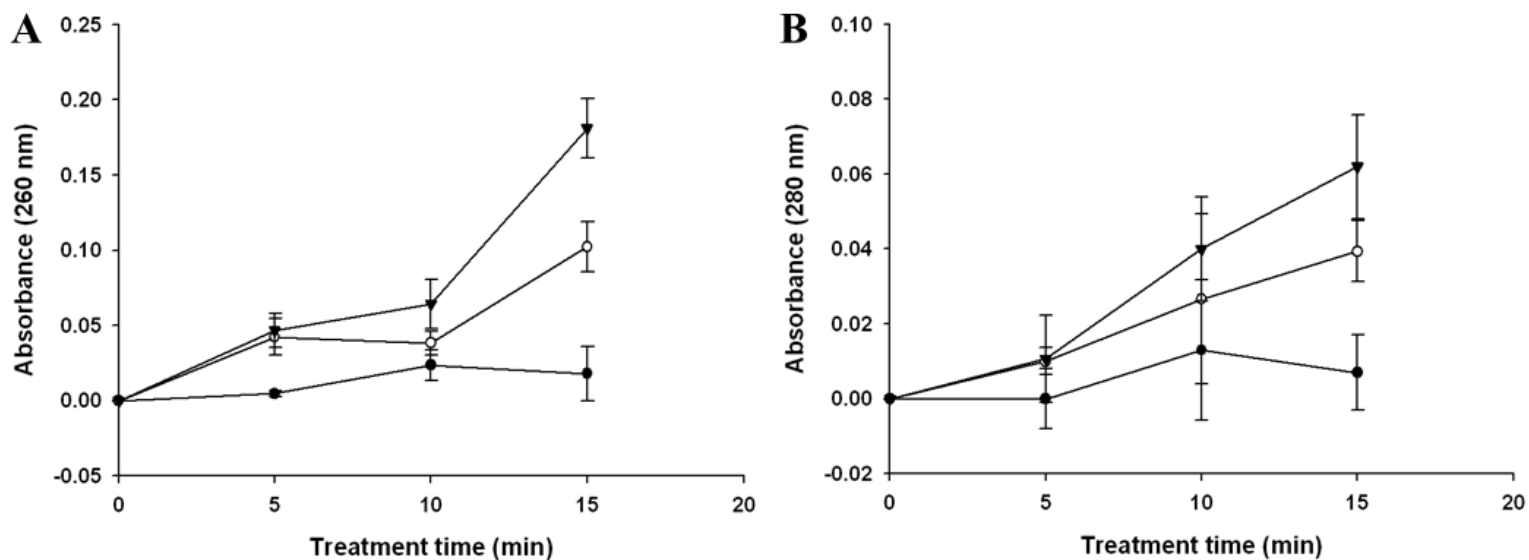 A
0.25
0.20
0.15
0.10
0.05
0.00
-0.05
Absorbance (260 nm)
0 5 10 15 20
Treatment time (min)
B
0.10
0.08
0.06
0.04
0.02
0.00
-0.02
Absorbance (280 nm)
0 5 10 15 20
Treatment time (min)